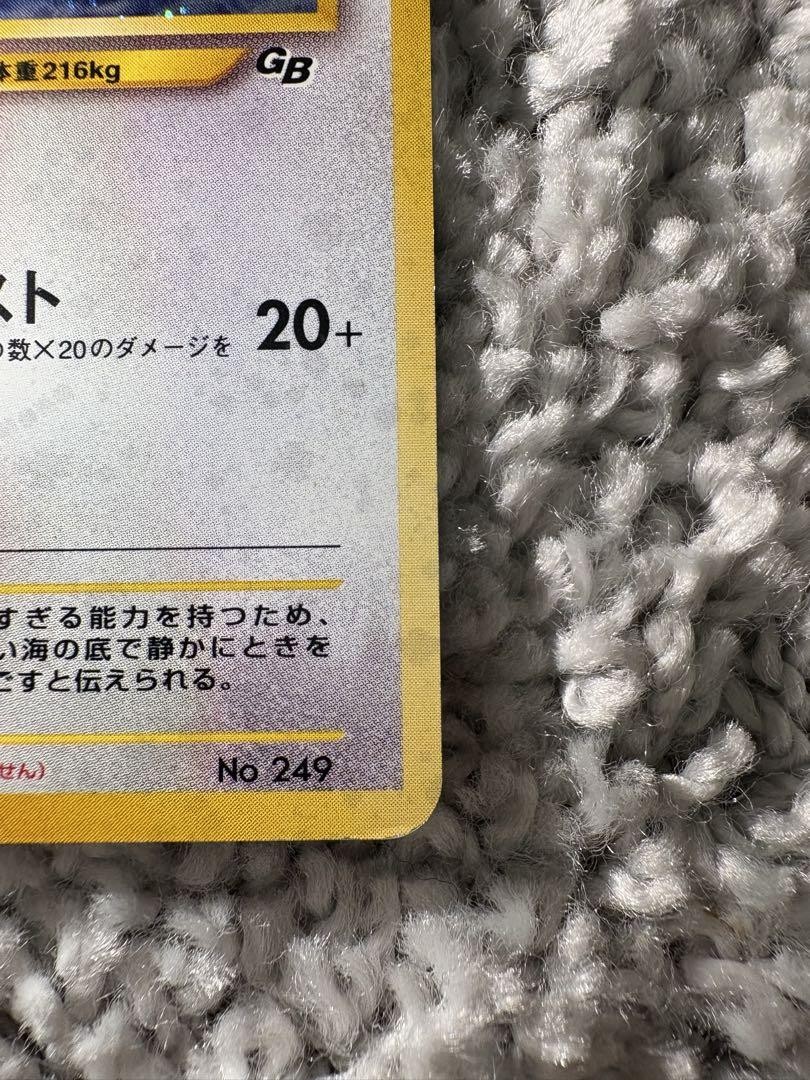 体重216kg
GB
スト
20+
の数×20のダメージを
すぎる能力を持つため、
い海の底で静かにときを
ごすと伝えられる。
せん)
No 249